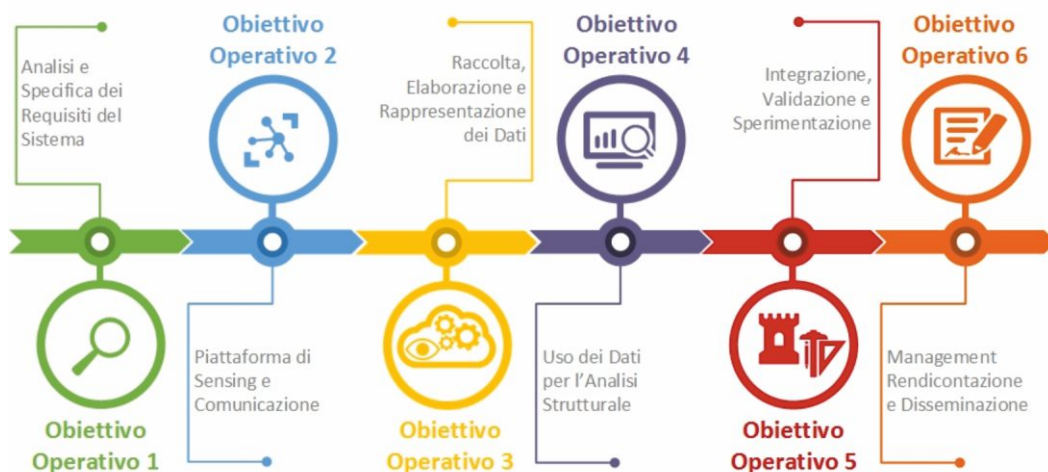 Analisi e
Specifica dei
Requisiti del
Sistema
Obiettivo
Operativo 1
Obiettivo
Operativo 2
Piattaforma di
Sensing e
Comunicazione
Raccolta,
Elaborazione e
Rappresentazione
dei Dati
Obiettivo
Operativo 3
Obiettivo
Operativo 4
Uso dei Dati
per l'Analisi
Strutturale
Integrazione,
Validazione e
Sperimentazione
Obiettivo
Operativo 5
Obiettivo
Operativo 6
Management
Rendicontazione
e Disseminazione